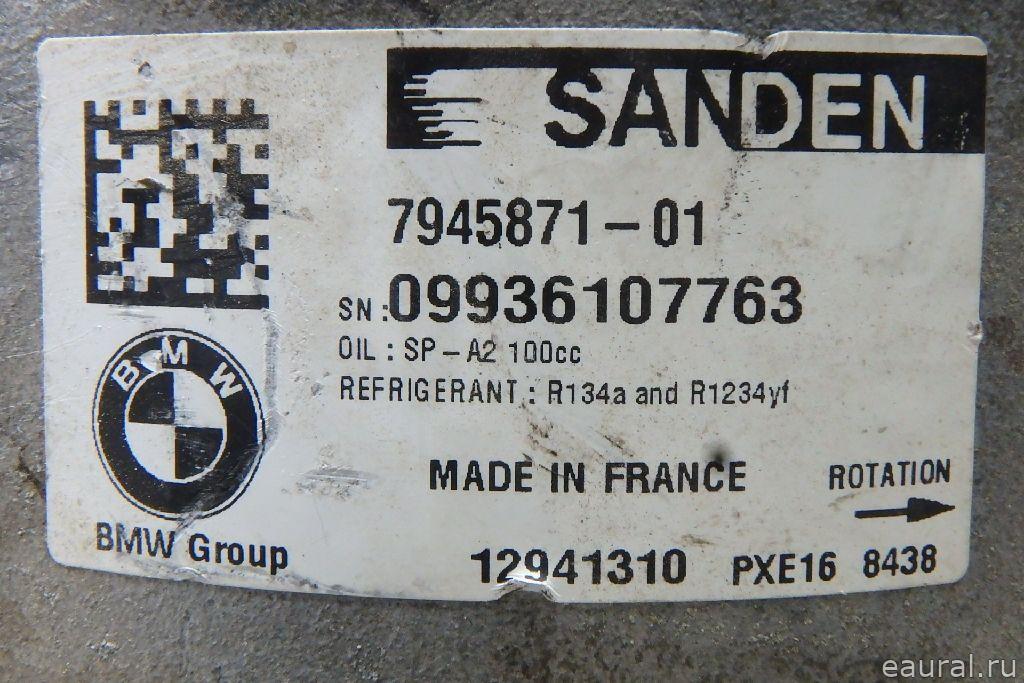 SANDEN
7945871-01
SN:09936107763
OIL : SP-A2 100cc
REFRIGERANT : R134a and R1234yf
BMW
MADE IN FRANCE
ROTATION
BMW Group
12941310 PXE16 8438
eaural.ru